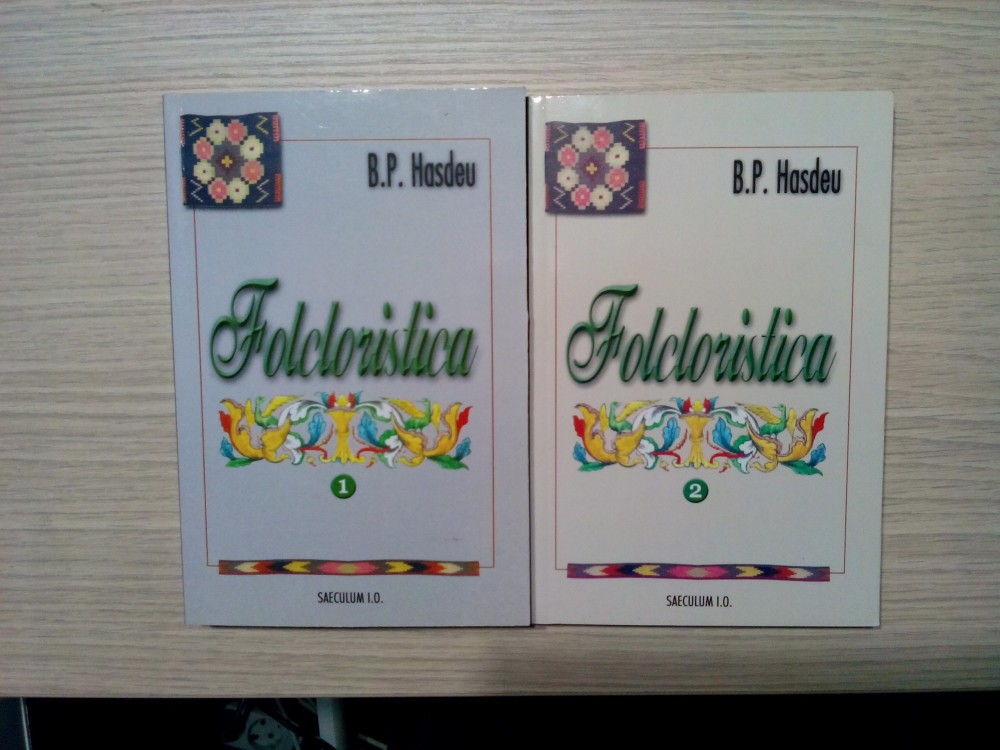 B.P. Hasdeu
Folcloristica
1
SAECULUM I.O.
B.P. Hasdeu
Folcloristica
2
SAECULUM I.O.